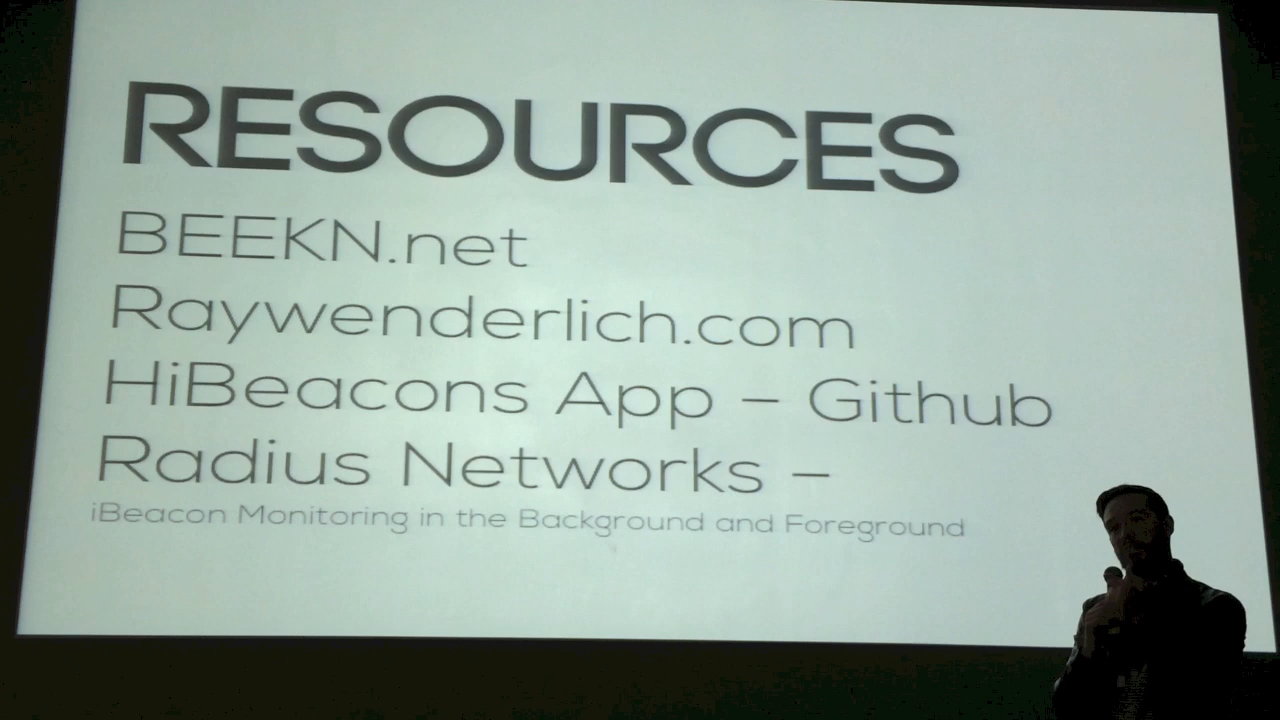 RESOURCES
BEEKN.net
Raywenderlich.com
HiBeacons App – Github
Radius Networks –
iBeacon Monitoring in the Background and Foreground